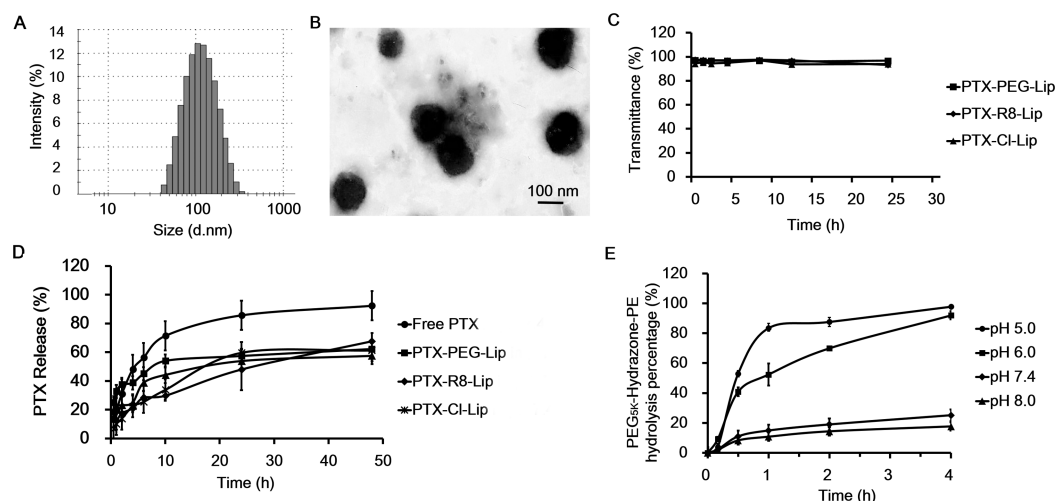 A
Intensity (%)
14
12
10
8
6
4
2
0
10
100
1000
Size (d.nm)
B
100 nm
C
Transmittance (%)
120
100
80
60
40
20
0
0
5
10
15
20
25
30
Time (h)
PTX-PEG-Lip
PTX-R8-Lip
PTX-Cl-Lip
D
PTX Release (%)
120
100
80
60
40
20
0
0
10
20
30
40
50
Time (h)
Free PTX
PTX-PEG-Lip
PTX-R8-Lip
PTX-Cl-Lip
E
PEG5K-Hydrazone-PE
hydrolysis percentage (%)
120
100
80
60
40
20
0
0
1
2
3
4
Time (h)
pH 5.0
pH 6.0
pH 7.4
pH 8.0